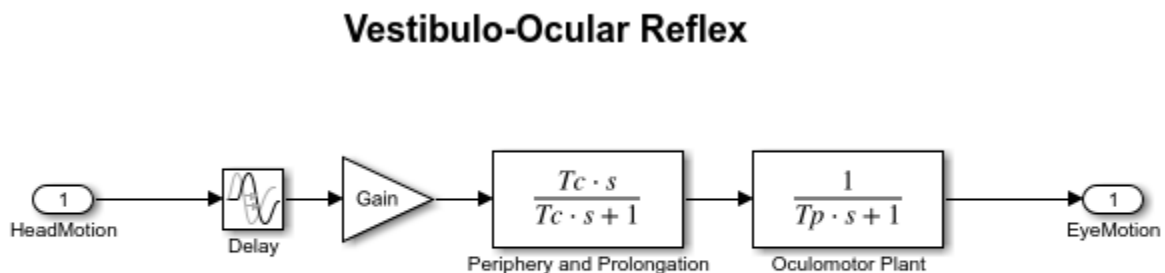 Vestibulo-Ocular Reflex
1
HeadMotion
Delay
Gain
Tc · s
Tc · s + 1
Periphery and Prolongation
1
Tp · s + 1
Oculomotor Plant
1
EyeMotion